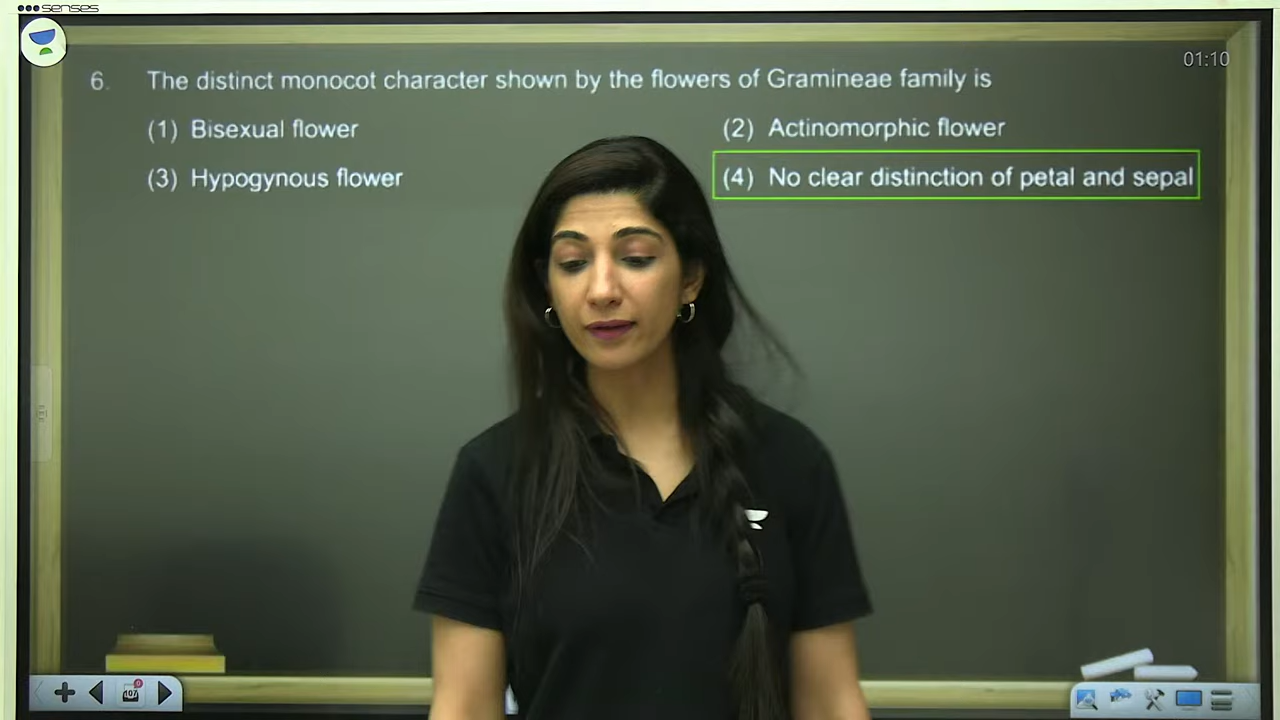 senses
01:10
6. The distinct monocot character shown by the flowers of Gramineae family is
(1) Bisexual flower
(2) Actinomorphic flower
(3) Hypogynous flower
(4) No clear distinction of petal and sepal
407